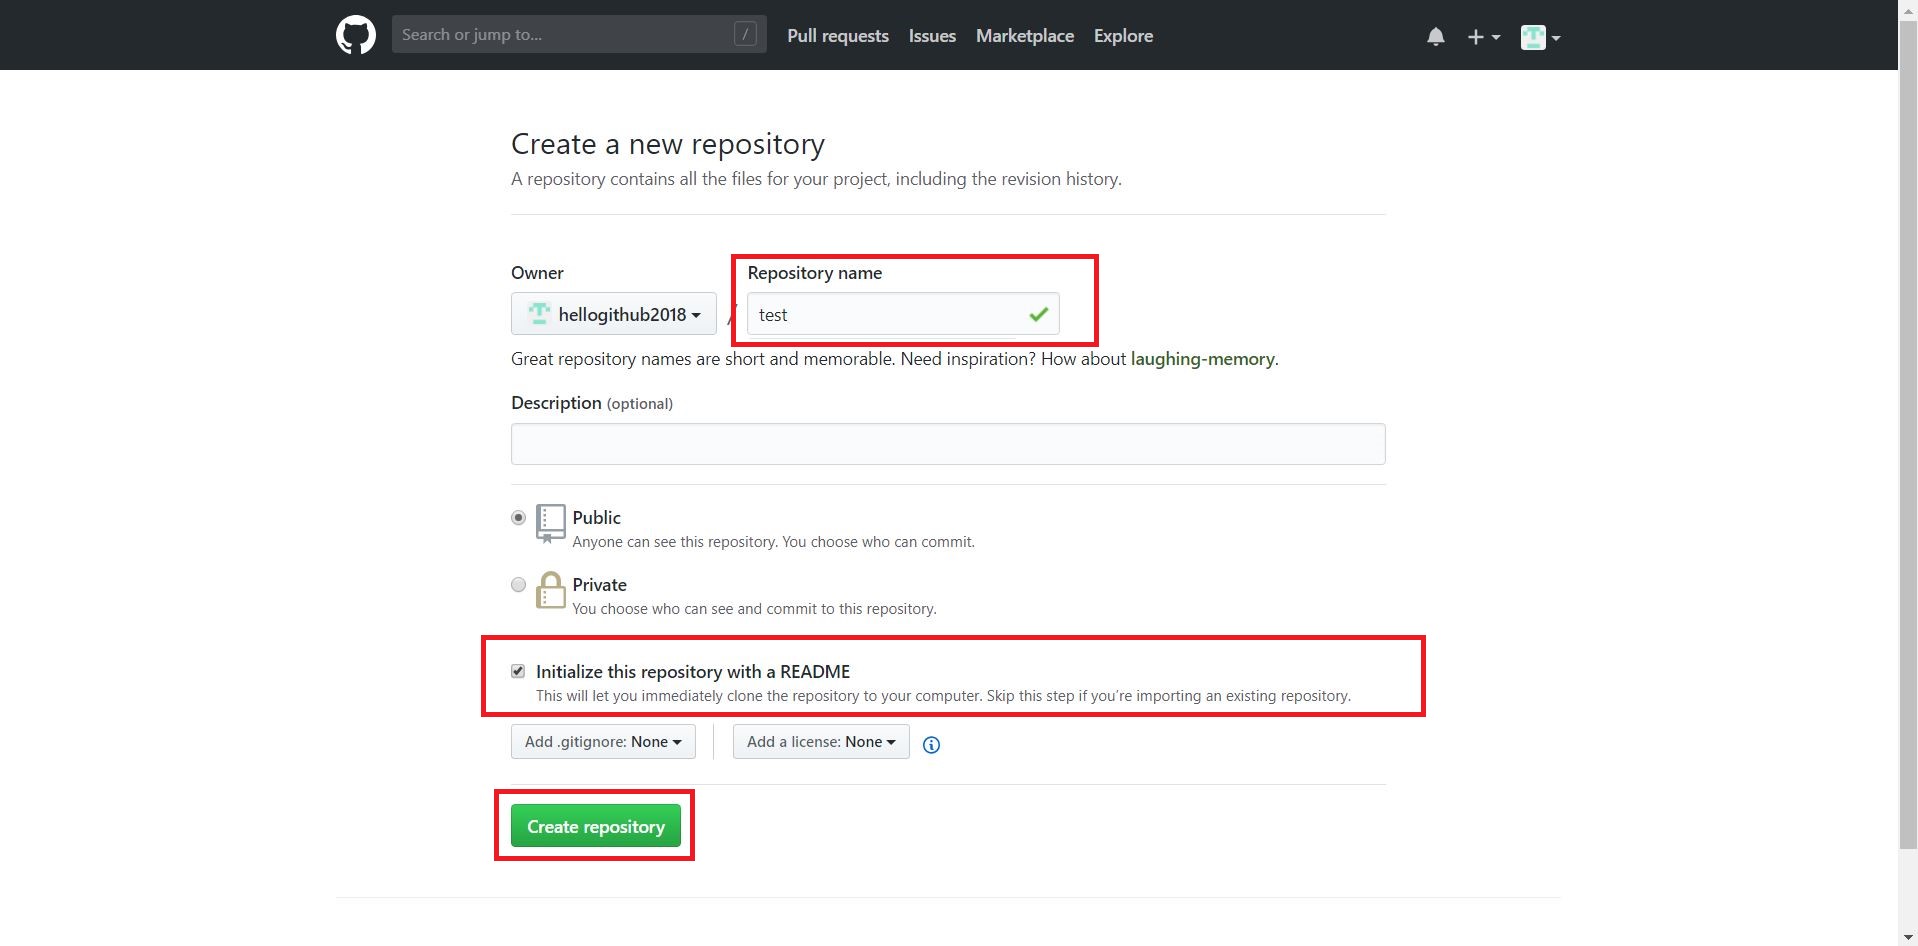 Search or jump to... /
Pull requests Issues Marketplace Explore
Create a new repository
A repository contains all the files for your project, including the revision history.
Owner Repository name
hellogithub2018 / test
Great repository names are short and memorable. Need inspiration? How about laughing-memory.
Description (optional)
Public
Anyone can see this repository. You choose who can commit.
Private
You choose who can see and commit to this repository.
Initialize this repository with a README
This will let you immediately clone the repository to your computer. Skip this step if you’re importing an existing repository.
Add .gitignore: None Add a license: None
Create repository